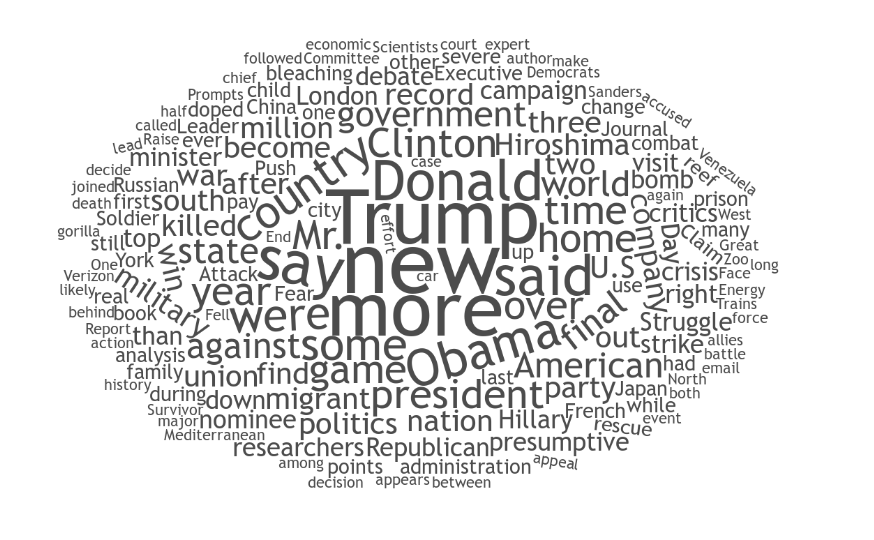 economic Scientists court expert
followed Committee other severe author make
chief bleaching debate Executive Democrats
Prompts child London record campaign Sanders accused
half doped China one government three change
called Leader million Clinton Hiroshima Journal
lead Raise ever become Country case two combat
minister Push Donald world visit reef Venezuela
decide war after bomb again
joined Russian south pay city Trump time company critics prison
death first killed Mr. effort home Day many West
Soldier state End say new up Claim Great
gorilla still top win said U.S crisis Zoo
One York Attack car Face long
Verizon military year Fear more over use right Energy
likely real Trains
behind book Fell were Obama final Struggle force
Report than against some out strike allies
action analysis American battle
family union find game last had email
history during down migrant president party Japan North both
Survivor nominee politics nation Hillary French while
major rescue event
Mediterranean researchers Republican presumptive
among points administration appeal
decision appears between